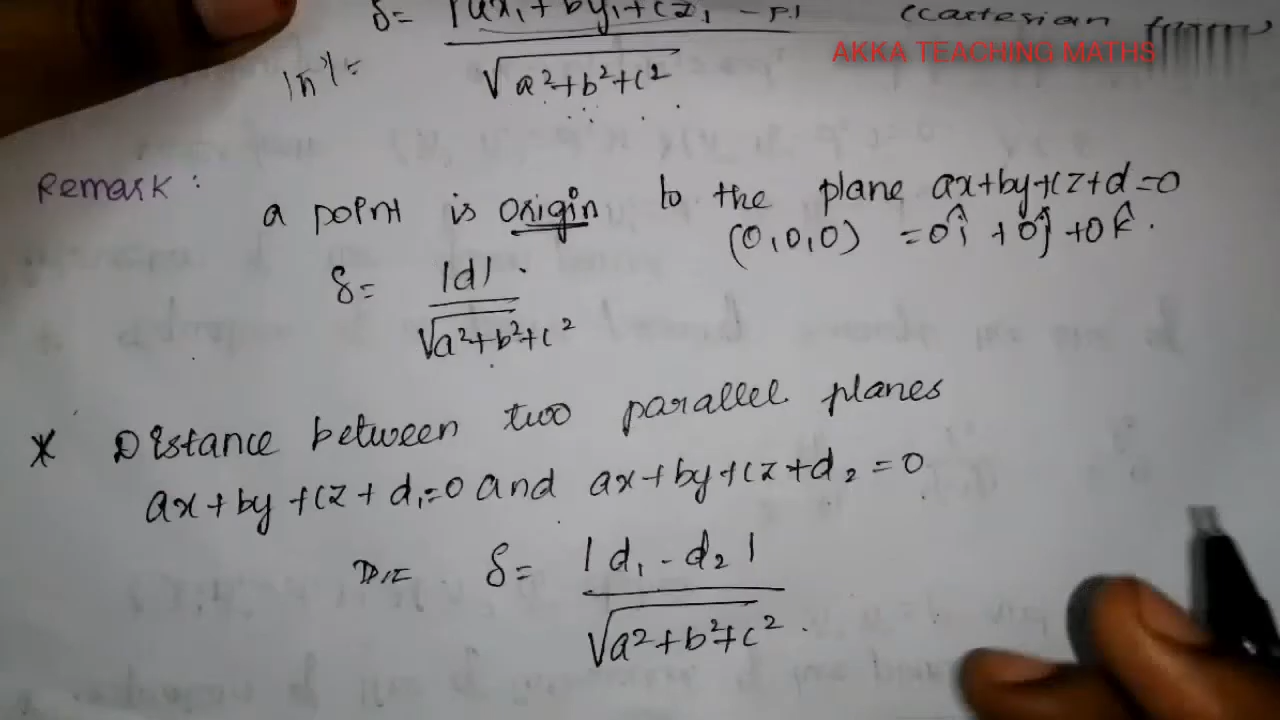 δ = |ax₁ + by₁ + cz₁ - p| (cartesian form)
AKKA TEACHING MATHS
|n⃗| =
√a²+b²+c²
Remark :
a point is origin to the plane ax+by+cz+d=0
(0,0,0) = 0î + 0ĵ + 0k̂.
δ = |d|
√a²+b²+c²
* Distance between two parallel planes
ax+by+cz+d₁=0 and ax+by+cz+d₂=0
δ = |d₁ - d₂|
√a²+b²+c² .